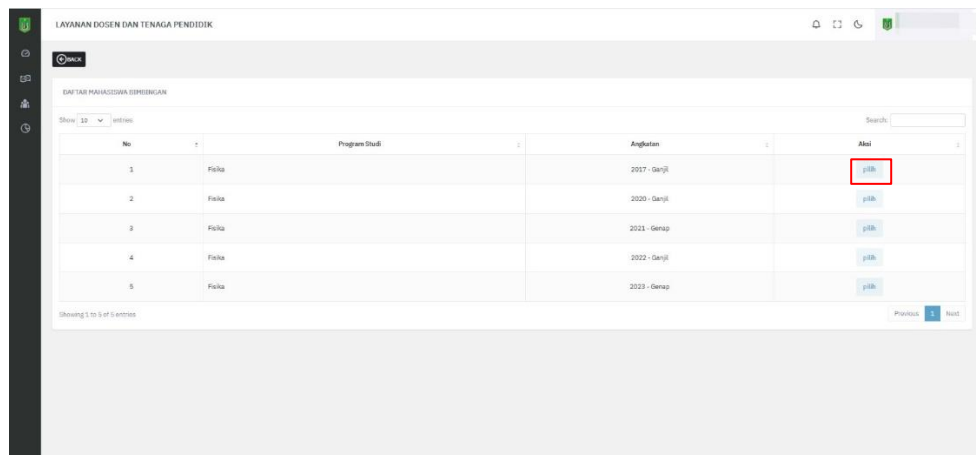 LAYANAN DOSEN DAN TENAGA PENDIDIK
BACK
DAFTAR MAHASISWA BIMBINGAN
Show 10 entries Search:
No Program Studi Angkatan Aksi
1 Fisika 2017 - Ganjil pilih
2 Fisika 2020 - Ganjil pilih
3 Fisika 2021 - Genap pilih
4 Fisika 2022 - Ganjil pilih
5 Fisika 2023 - Genap pilih
Showing 1 to 5 of 5 entries Previous 1 Next